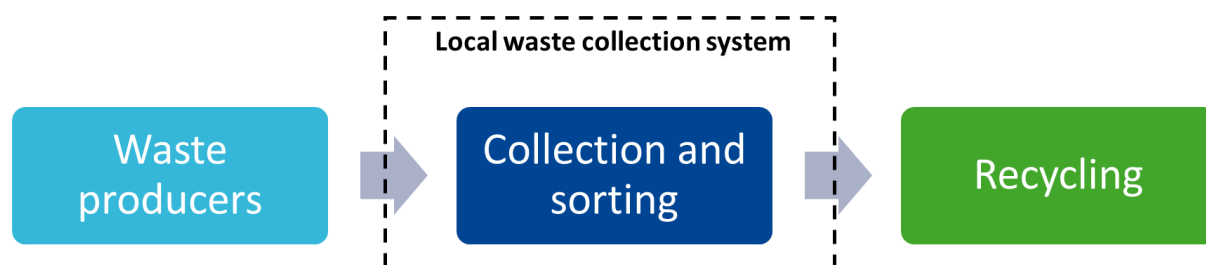 Local waste collection system
Waste
producers
Collection and
sorting
Recycling